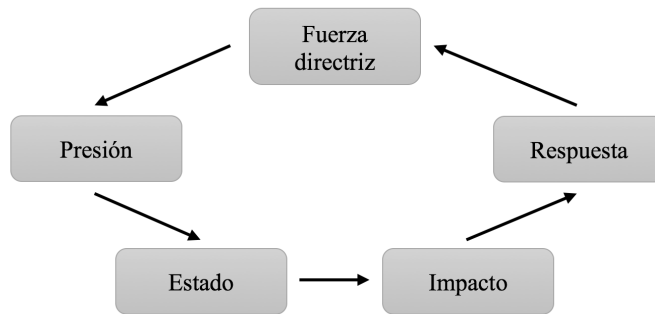 Fuerza
directriz
Presión
Respuesta
Estado
Impacto